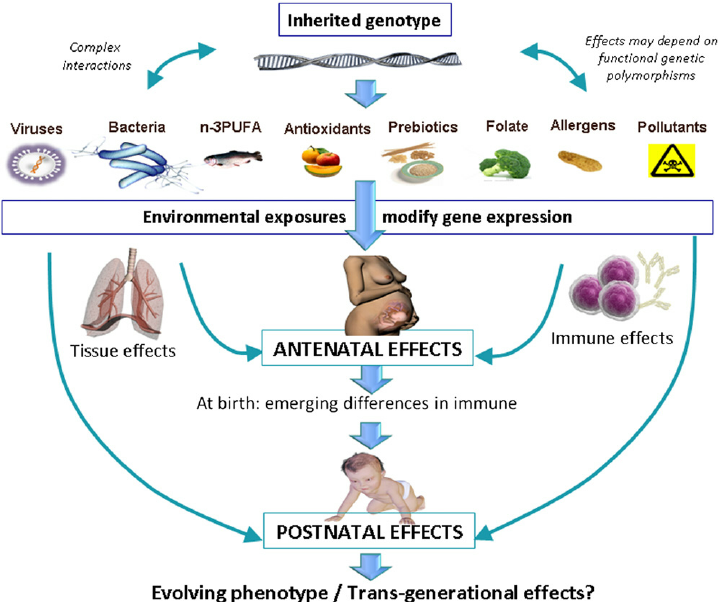 Inherited genotype
Complex
interactions
Effects may depend on
functional genetic
polymorphisms
Viruses
Bacteria
n-3PUFA
Antioxidants
Prebiotics
Folate
Allergens
Pollutants
Environmental exposures modify gene expression
Tissue effects
Immune effects
ANTENATAL EFFECTS
At birth: emerging differences in immune
POSTNATAL EFFECTS
Evolving phenotype / Trans-generational effects?